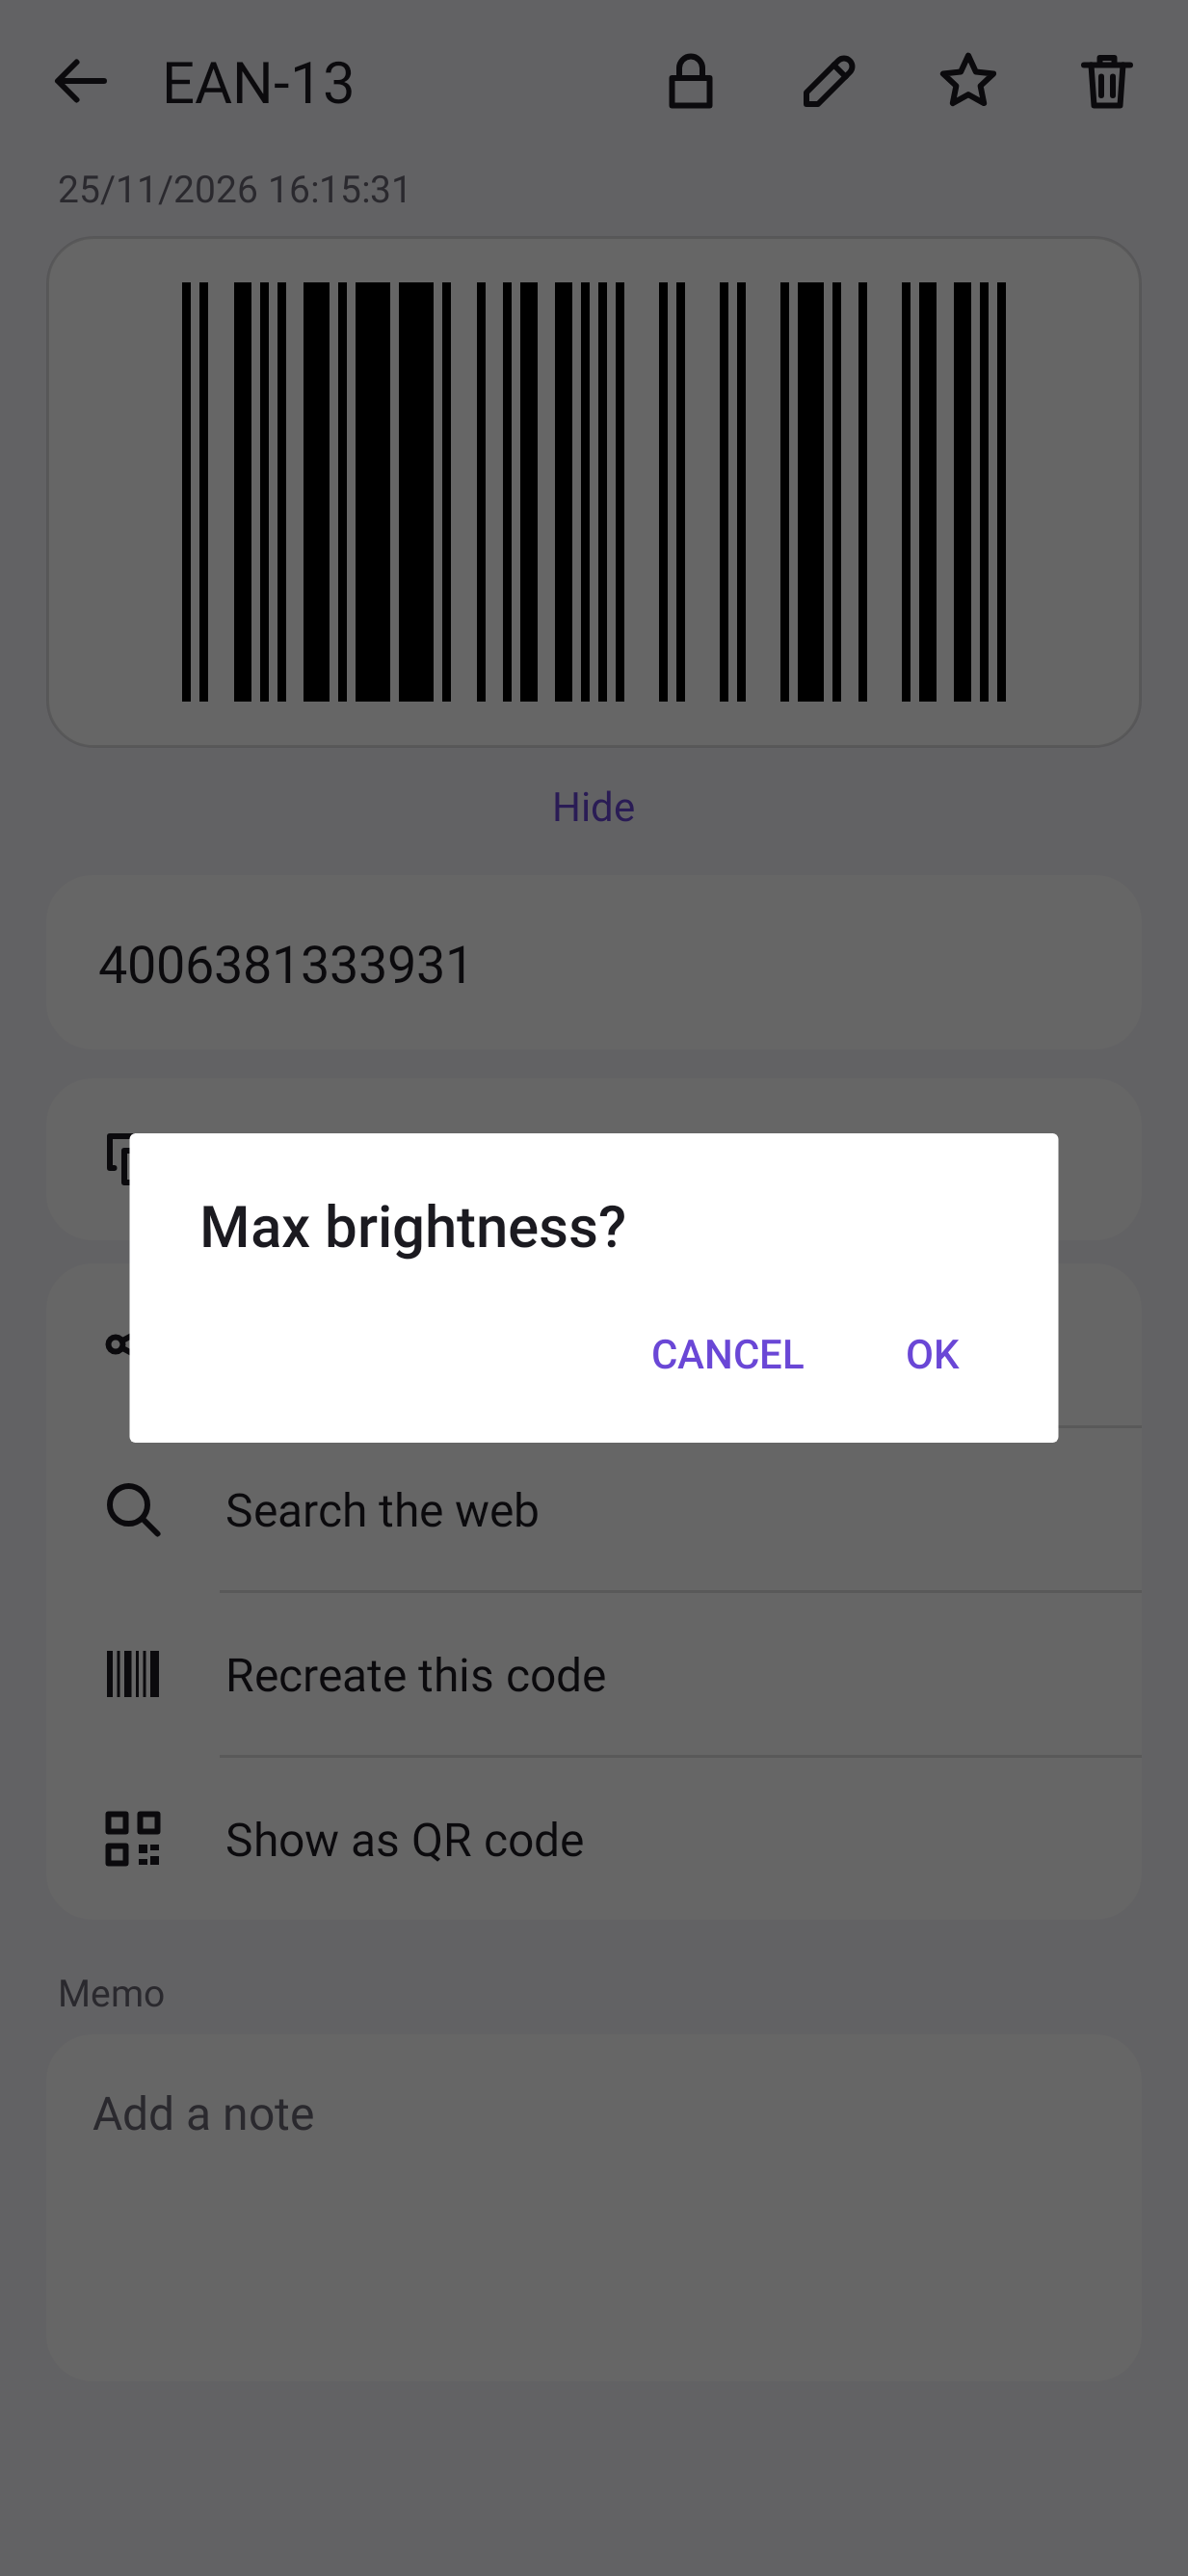 EAN-13
25/11/2026 16:15:31
Hide
4006381333931
Max brightness?
CANCEL OK
Search the web
Recreate this code
Show as QR code
Memo
Add a note